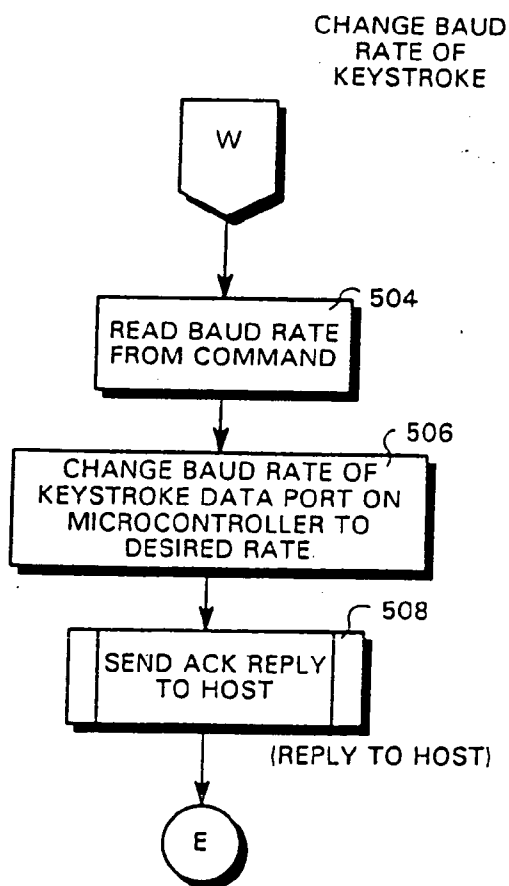 CHANGE BAUD
RATE OF
KEYSTROKE
W
504
READ BAUD RATE
FROM COMMAND
506
CHANGE BAUD RATE OF
KEYSTROKE DATA PORT ON
MICROCONTROLLER TO
DESIRED RATE.
508
SEND ACK REPLY
TO HOST
(REPLY TO HOST)
E